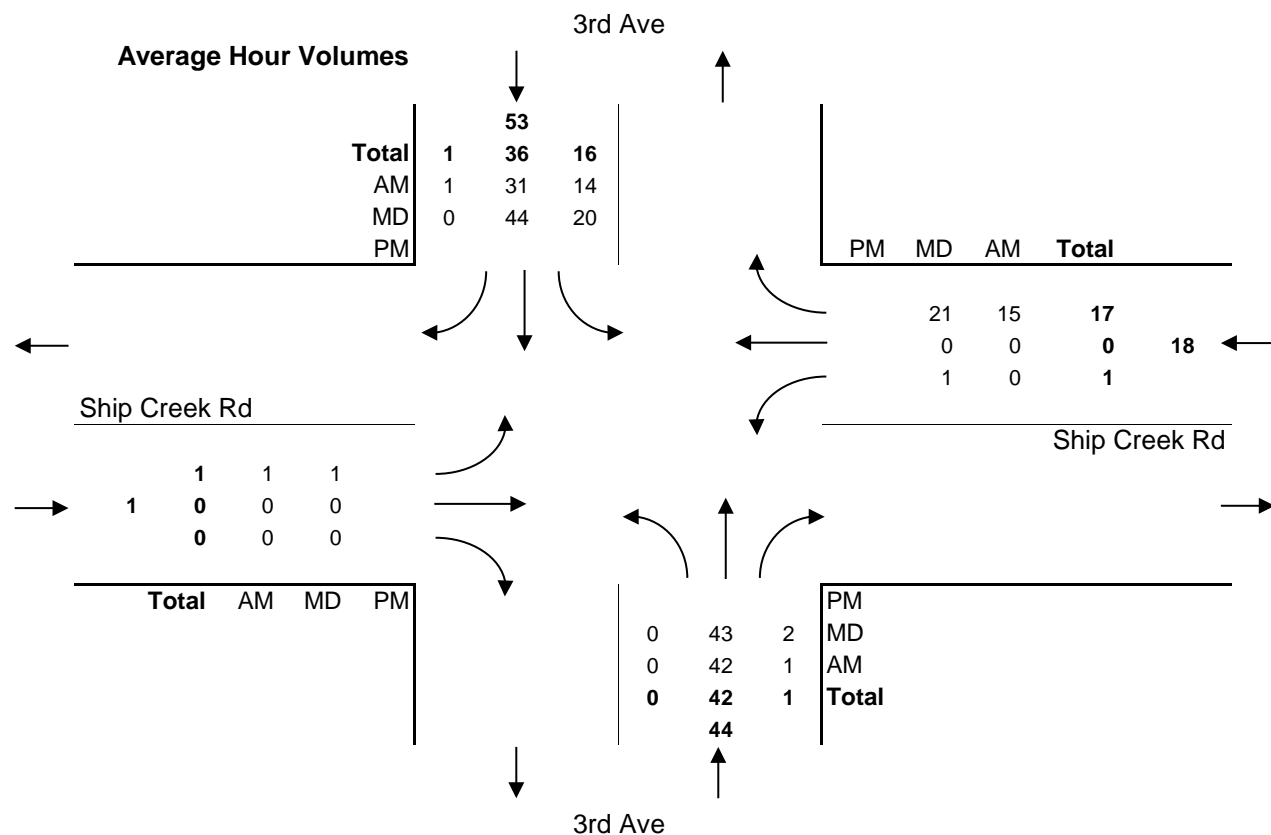 3rd Ave
Average Hour Volumes
53
Total 1 36 16
AM 1 31 14
MD 0 44 20
PM
PM MD AM Total
21 15 17
0 0 0 18
1 0 1
Ship Creek Rd
Ship Creek Rd
1 1 1
1 0 0 0
0 0 0
Total AM MD PM
PM
0 43 2 MD
0 42 1 AM
0 42 1 Total
44
3rd Ave